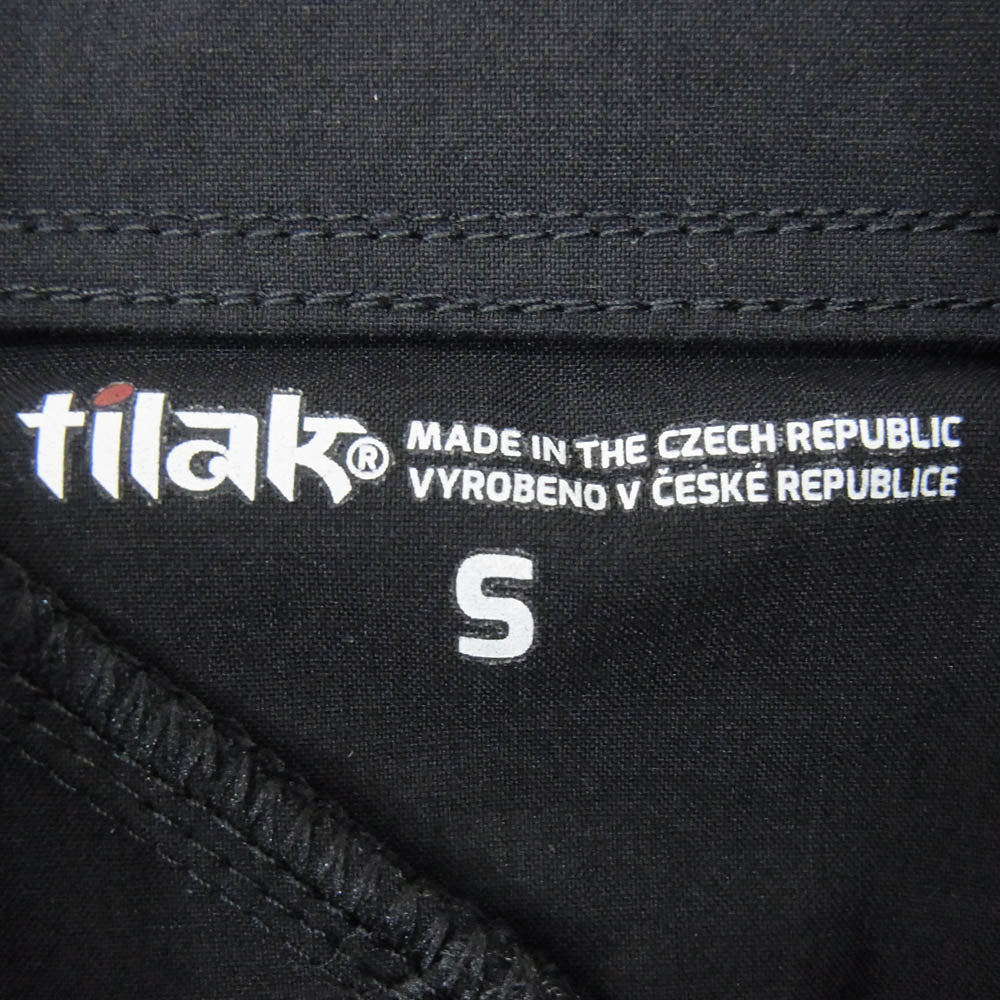 tilak® MADE IN THE CZECH REPUBLIC
VYROBENO V ČESKÉ REPUBLICE
S